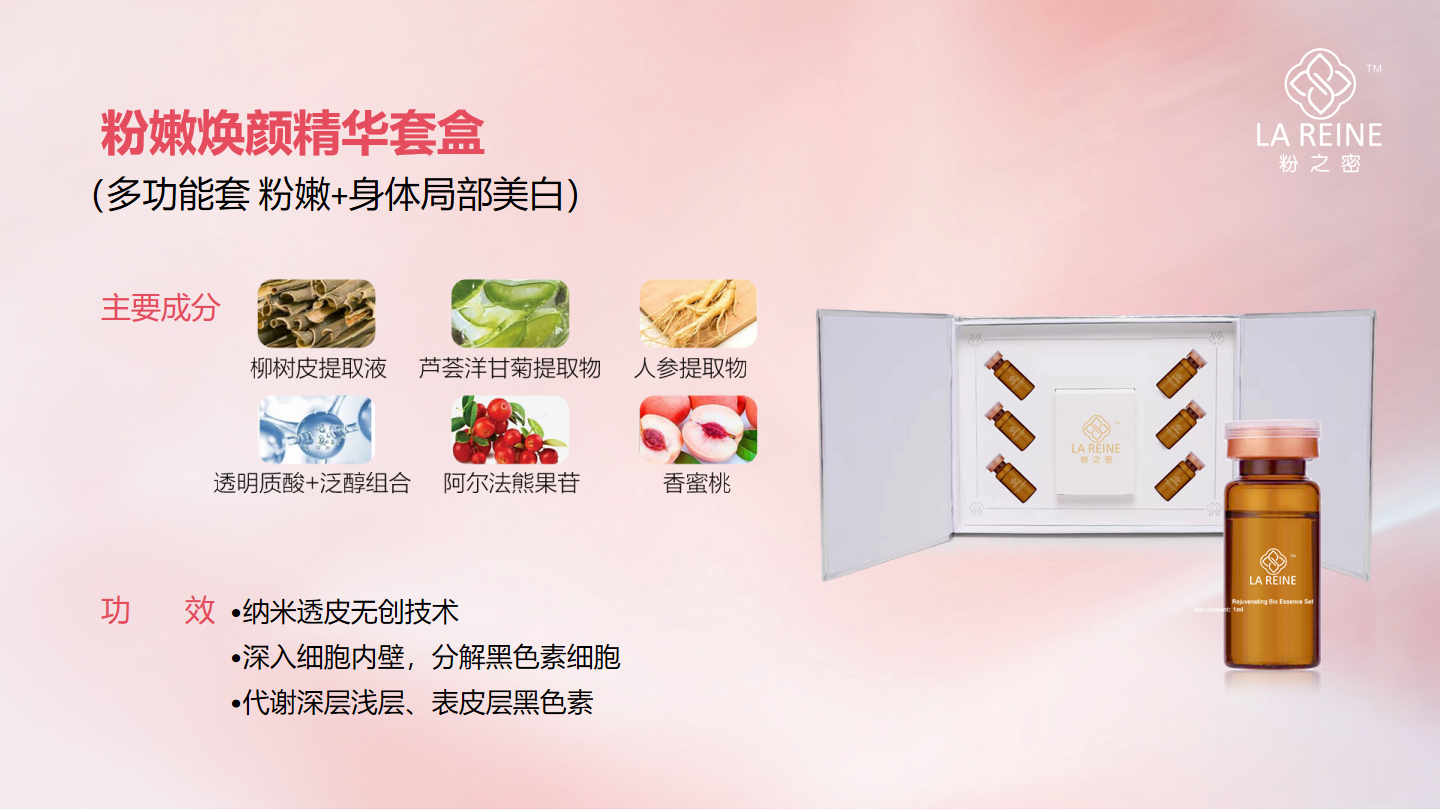 粉嫩焕颜精华套盒
（多功能套 粉嫩+身体局部美白）
TM
LA REINE
粉之密
主要成分
柳树皮提取液
芦荟洋甘菊提取物
人参提取物
透明质酸+泛醇组合
阿尔法熊果苷
香蜜桃
LA REINE
粉之密
TM
LA REINE
Rejuvenating Bio Essence Set
Net content: 1ml
功 效
•纳米透皮无创技术
•深入细胞内壁，分解黑色素细胞
•代谢深层浅层、表皮层黑色素